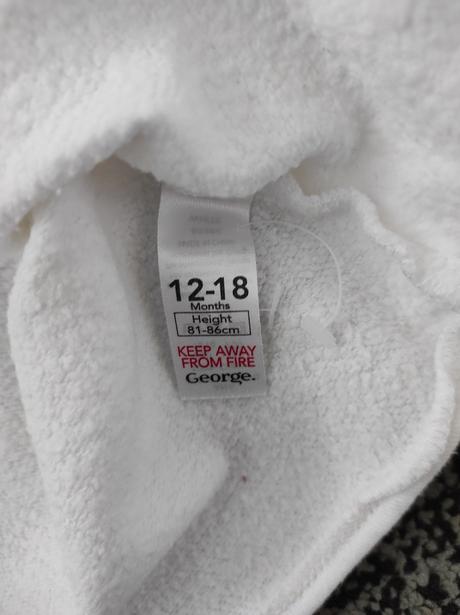 12-18
Months
Height
81-86cm
KEEP AWAY
FROM FIRE
George.